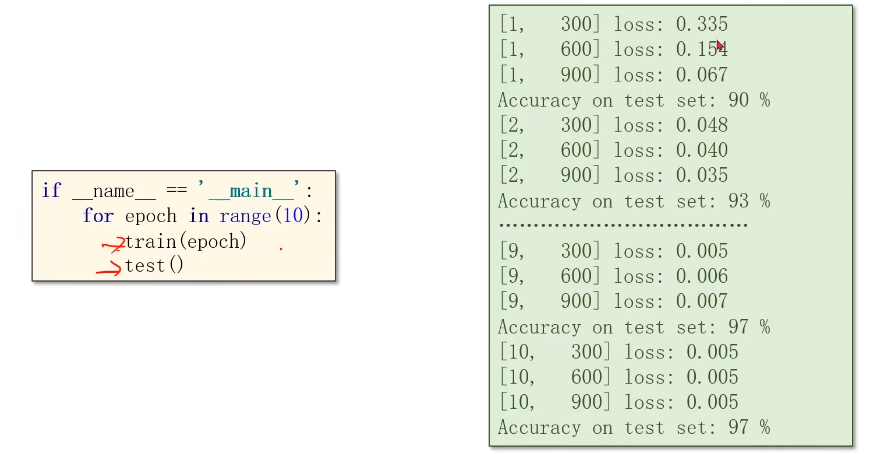 if __name__ == '__main__':
    for epoch in range(10):
        train(epoch)
        test()
[1,   300] loss: 0.335
[1,   600] loss: 0.154
[1,   900] loss: 0.067
Accuracy on test set: 90 %
[2,   300] loss: 0.048
[2,   600] loss: 0.040
[2,   900] loss: 0.035
Accuracy on test set: 93 %
………………………………
[9,   300] loss: 0.005
[9,   600] loss: 0.006
[9,   900] loss: 0.007
Accuracy on test set: 97 %
[10,   300] loss: 0.005
[10,   600] loss: 0.005
[10,   900] loss: 0.005
Accuracy on test set: 97 %